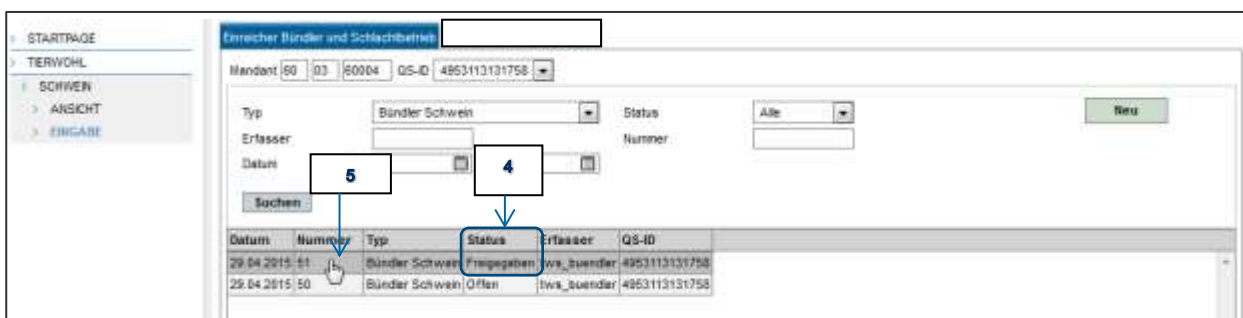 STARTPAGE
TIERWOHL
SCHWEIN
ANSICHT
EINGABE
Einreicher Bündler und Schlachtbetrieb
Mandant 60 03 60004 QS-ID 4953113131758
Typ Bündler Schwein Status Alle Neu
Erfasser Nummer
Datum
5 4
Suchen
Datum Nummer Typ Status Erfasser QS-ID
29.04.2015 51 Bündler Schwein Freigegeben tws_buendler 4953113131758
29.04.2015 50 Bündler Schwein Offen tws_buendler 4953113131758